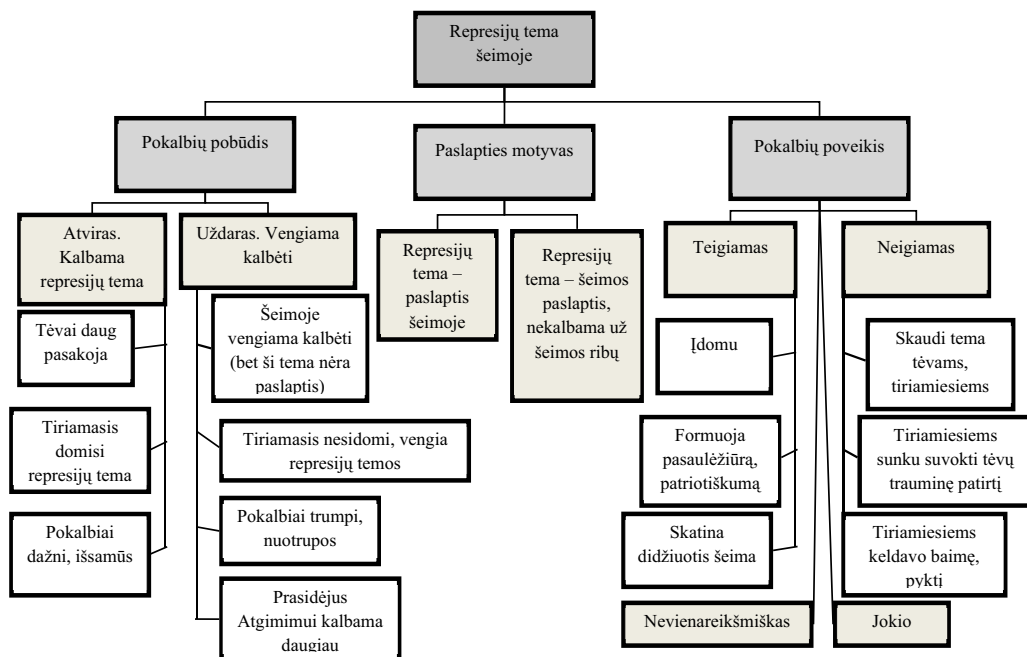 Represijų tema
šeimoje
Pokalbių pobūdis
Paslapties motyvas
Pokalbių poveikis
Atviras.
Kalbama
represijų tema
Uždaras. Vengiama
kalbėti
Represijų
tema –
paslaptis
šeimoje
Represijų
tema – šeimos
paslaptis,
nekalbama už
šeimos ribų
Teigiamas
Neigiamas
Tėvai daug
pasakoja
Šeimoje
vengiama kalbėti
(bet ši tema nėra
paslaptis)
Įdomu
Skaudi tema
tėvams,
tiriamiesiems
Tiriamasis
domisi
represijų tema
Tiriamasis nesidomi, vengia
represijų temos
Formuoja
pasaulėžiūrą,
patriotiškumą
Tiriamiesiems
sunku suvokti tėvų
trauminę patirtį
Pokalbiai
dažni, išsamūs
Pokalbiai trumpi,
nuotrupos
Skatina
didžiuotis šeima
Tiriamiesiems
keldavo baimę,
pyktį
Prasidėjus
Atgimimui kalbama
daugiau
Nevienareikšmiškas
Jokio